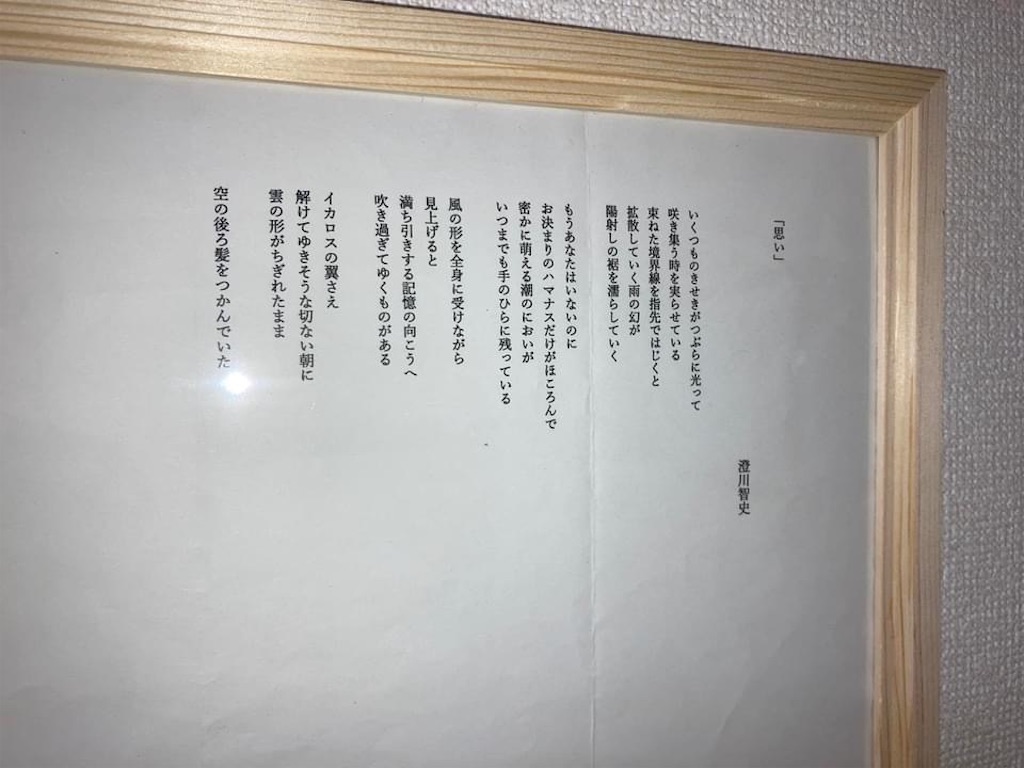 「思い」
澄川智史
いくつものきせきがつぶらに光って
咲き集う時を実らせている
束ねた境界線を指先ではじくと
拡散していく雨の幻が
陽射しの裾を濡らしていく
もうあなたはいないのに
お決まりのハマナスだけがほころんで
密かに萌える潮のにおいが
いつまでも手のひらに残っている
風の形を全身に受けながら
見上げると
満ち引きする記憶の向こうへ
吹き過ぎてゆくものがある
イカロスの翼さえ
解けてゆきそうな切ない朝に
雲の形がちぎれたまま
空の後ろ髪をつかんでいた